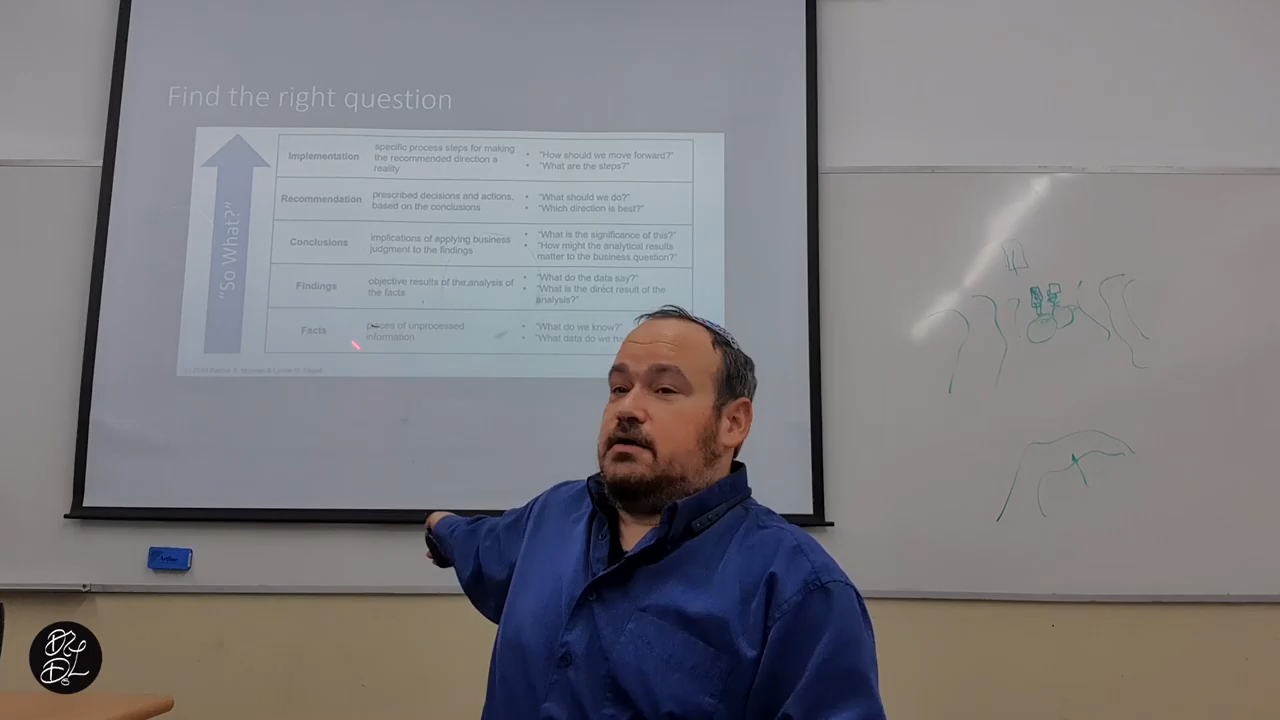 Find the right question
"So What?"
Implementation
specific process steps for making
the recommended direction a
reality
• "How should we move forward?"
• "What are the steps?"
Recommendation
prescribed decisions and actions,
based on the conclusions
• "What should we do?"
• "Which direction is best?"
Conclusions
implications of applying business
judgment to the findings
• "What is the significance of this?"
• "How might the analytical results
matter to the business question?"
Findings
objective results of the analysis of
the facts
• "What do the data say?"
• "What is the direct result of the
analysis?"
Facts
pieces of unprocessed
information
• "What do we know?"
• "What data do we